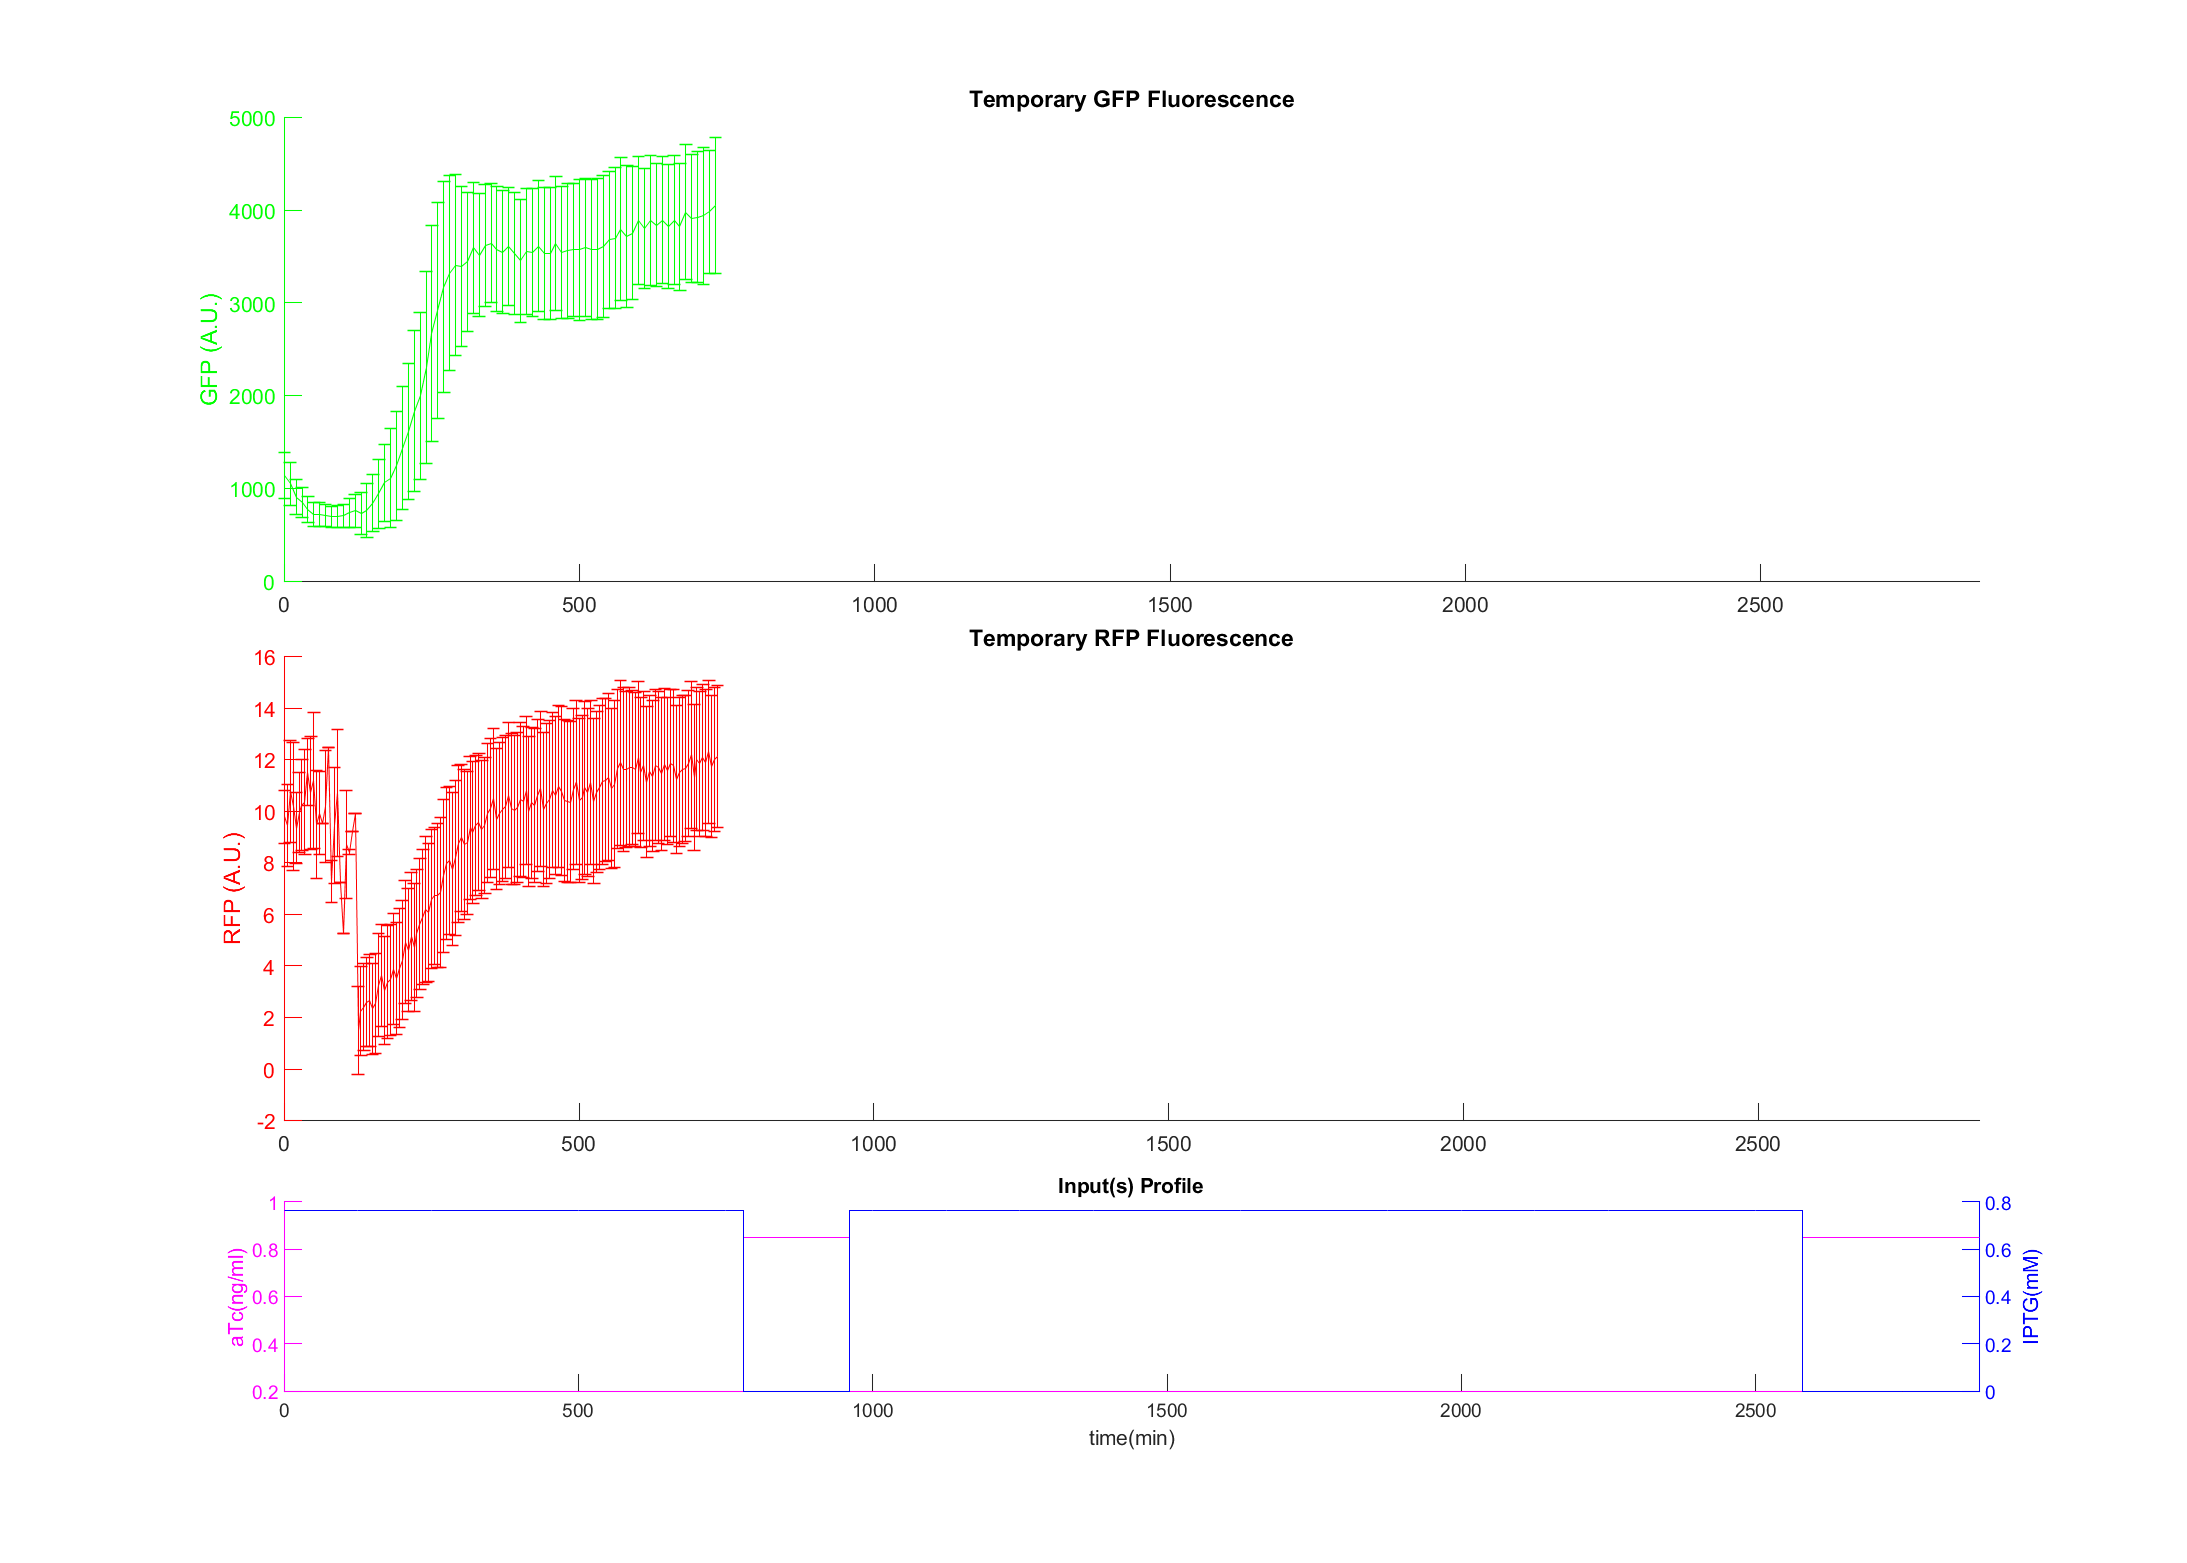 Temporary GFP Fluorescence
5000
4000
3000
2000
1000
0
GFP (A.U.)
0 500 1000 1500 2000 2500
Temporary RFP Fluorescence
16
14
12
10
8
6
4
2
0
-2
RFP (A.U.)
0 500 1000 1500 2000 2500
Input(s) Profile
1
0.8
0.6
0.4
0.2
aTc(ng/ml)
0.8
0.6
0.4
0.2
0
IPTG(mM)
0 500 1000 1500 2000 2500
time(min)